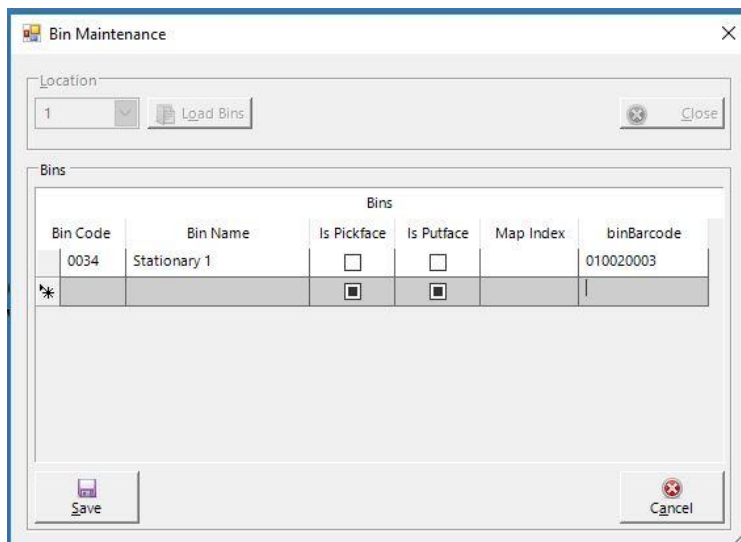 Bin Maintenance
Location
1 Load Bins Close
Bins
Bins
Bin Code Bin Name Is Pickface Is Putface Map Index binBarcode
0034 Stationary 1 010020003
Save Cancel